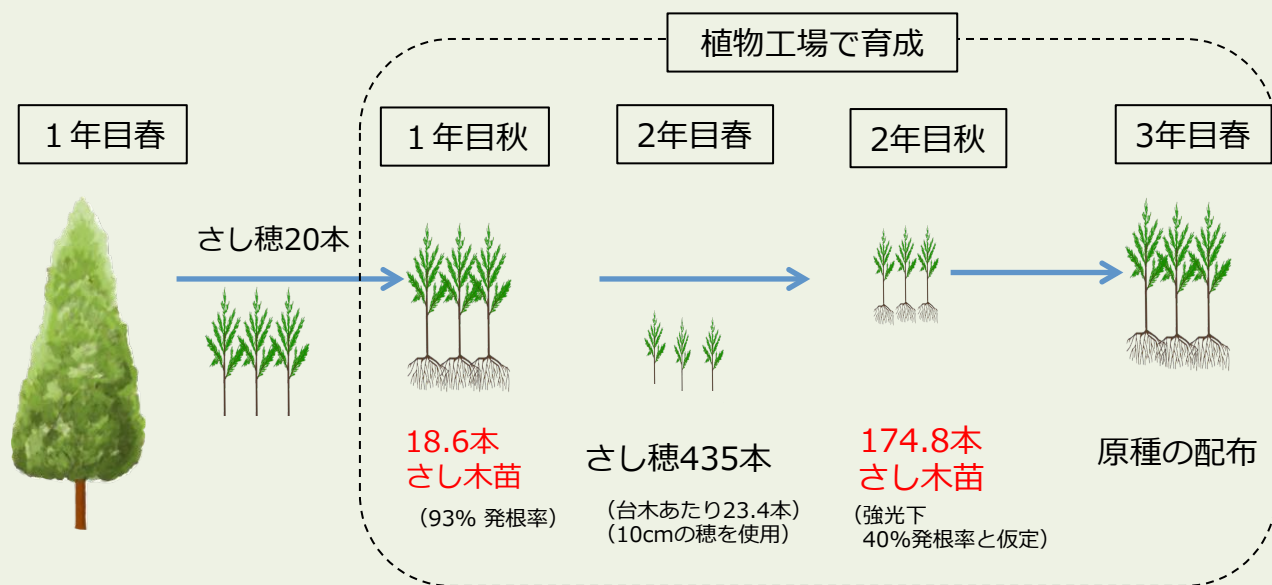 植物工場で育成
１年目春
１年目秋
2年目春
2年目秋
3年目春
さし穂20本
18.6本
さし木苗
（93% 発根率）
さし穂435本
（台木あたり23.4本）
（10cmの穂を使用）
174.8本
さし木苗
（強光下
40%発根率と仮定）
原種の配布